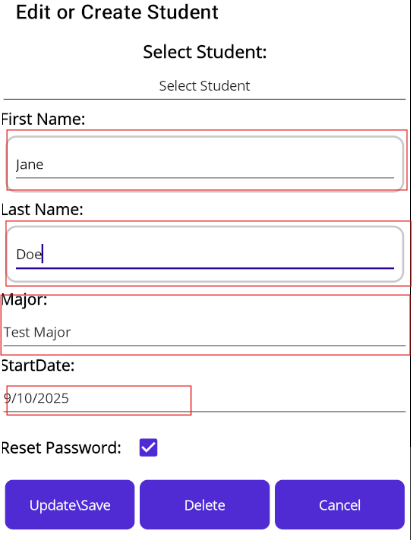 Edit or Create Student
Select Student:
Select Student
First Name:
Jane
Last Name:
Doe
Major:
Test Major
StartDate:
9/10/2025
Reset Password:
Update\Save Delete Cancel